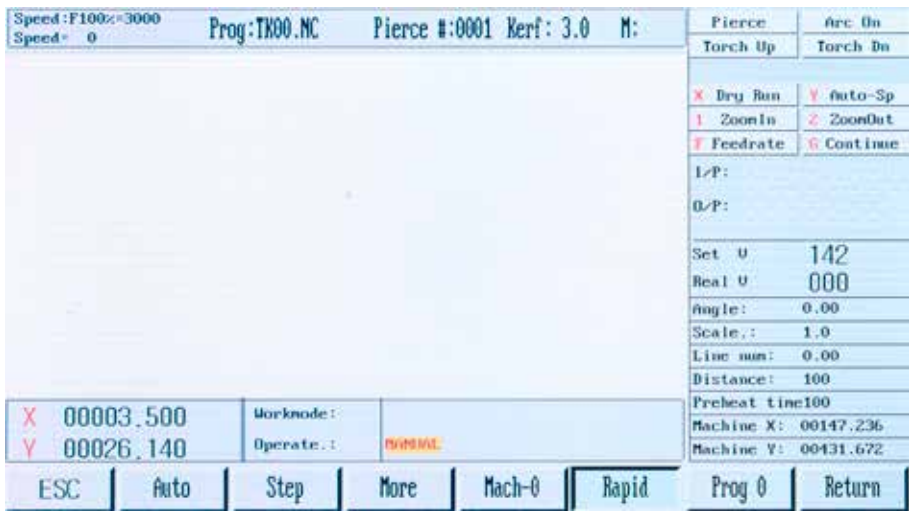 Speed:F100%=3000
Speed= 0
Prog:TK00.NC Pierce #:0001 Kerf: 3.0 M:
Pierce Arc On
Torch Up Torch Dn
X Dry Run Y Auto-Sp
1 ZoomIn 2 ZoomOut
F Feedrate G Continue
I/P:
O/P:
Set V 142
Real V 000
Angle: 0.00
Scale.: 1.0
Line num: 0.00
Distance: 100
Preheat time100
Machine X: 00147.236
Machine Y: 00431.672
X 00003.500
Y 00026.140
Workmode:
Operate.: MANUAL
ESC Auto Step More Mach-0 Rapid Prog 0 Return